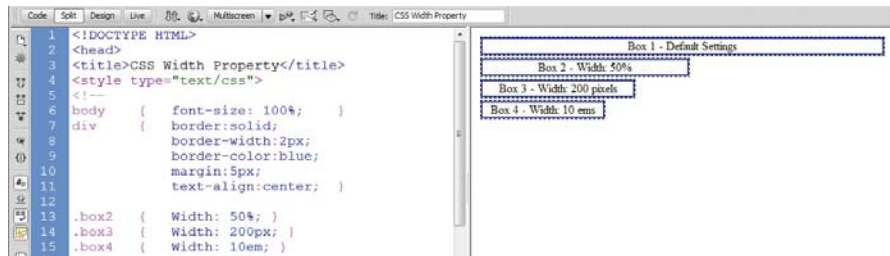 Code Split Design Live Multiscreen Title: CSS Width Property
1 <!DOCTYPE HTML>
2 <head>
3 <title>CSS Width Property</title>
4 <style type="text/css">
5 <!--
6 body { font-size: 100%; }
7 div { border:solid;
8 border-width:2px;
9 border-color:blue;
10 margin:5px;
11 text-align:center; }
12
13 .box2 { Width: 50%; }
14 .box3 { Width: 200px; }
15 .box4 { Width: 10em; }
Box 1 - Default Settings
Box 2 - Width: 50%
Box 3 - Width: 200 pixels
Box 4 - Width: 10 ems